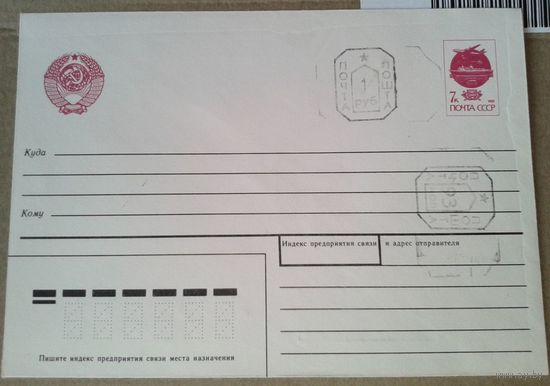 ПОЧТА
ПОШТА
1
РУБ
7к
ПОЧТА СССР
Куда
Кому
ПОШТА
Индекс предприятия связи
и адрес отправителя
Пишите индекс предприятия связи места назначения